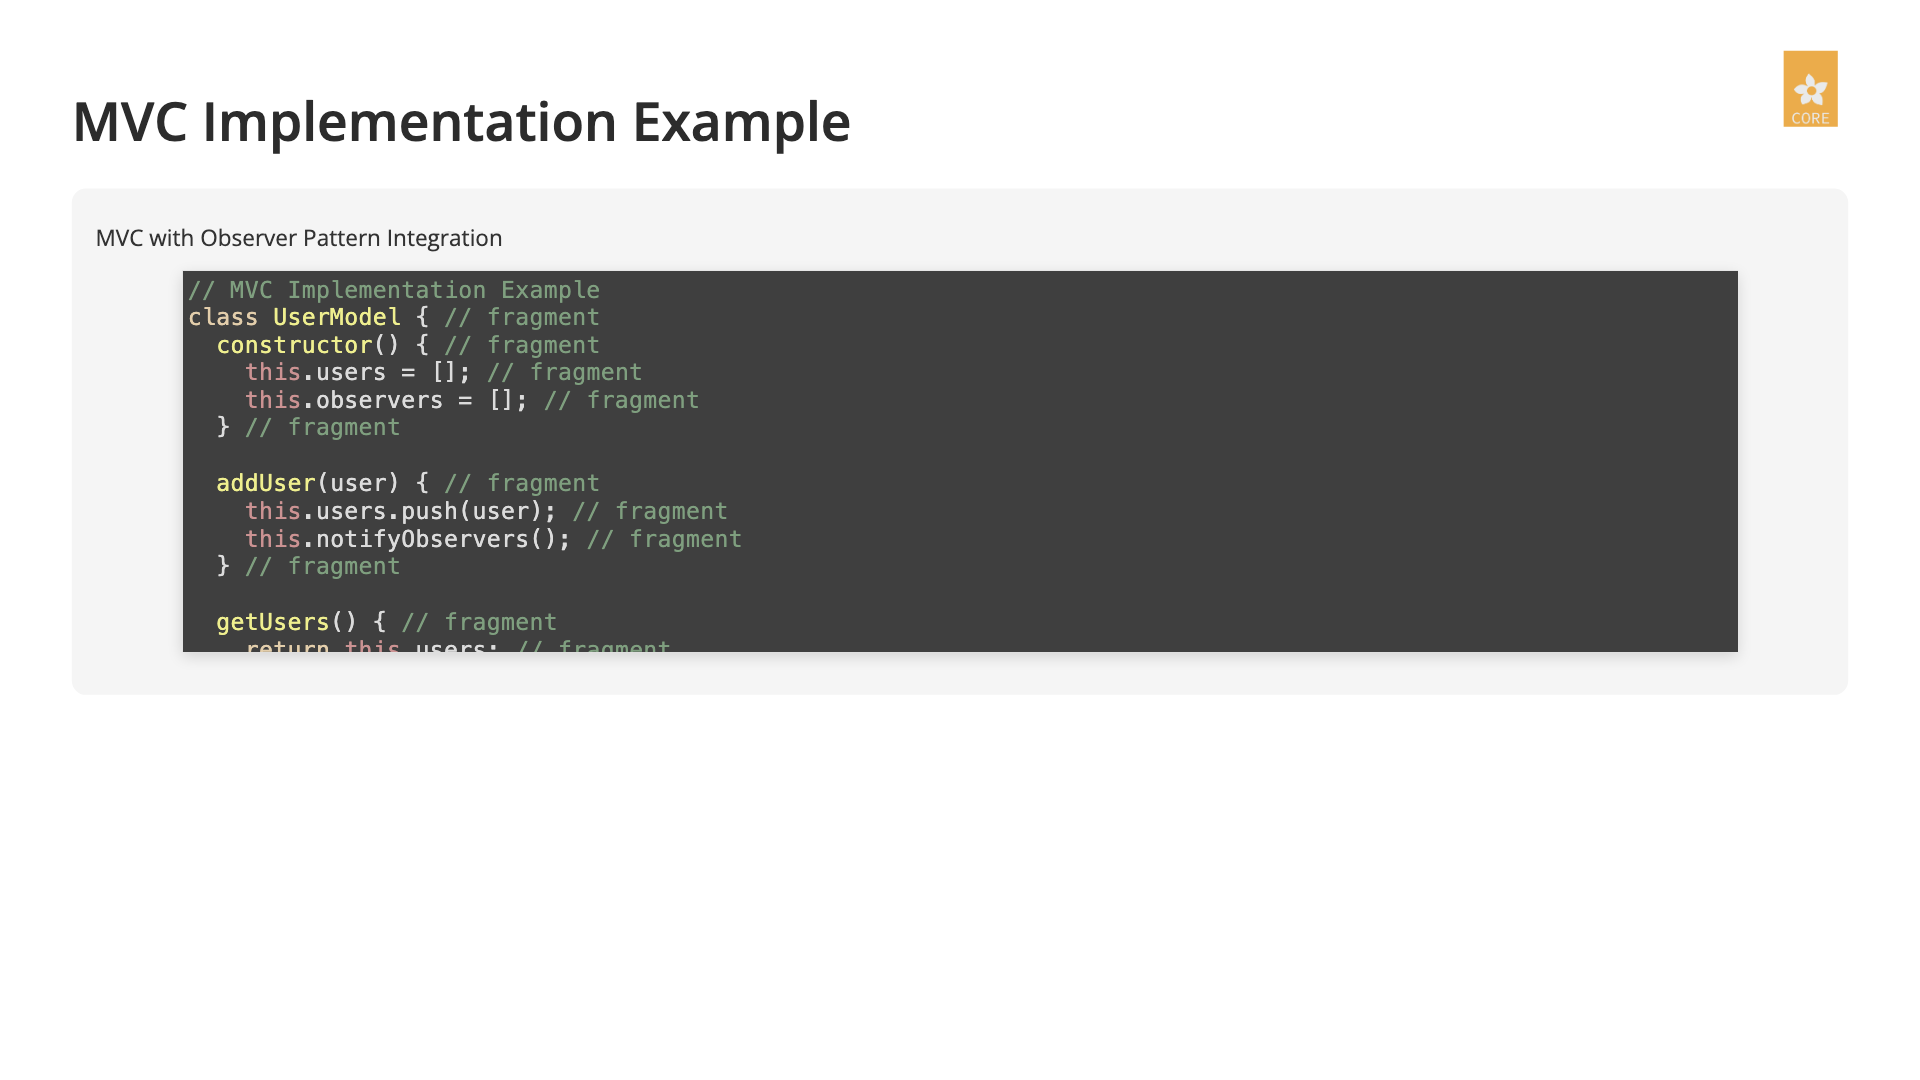 MVC Implementation Example
CORE
MVC with Observer Pattern Integration
// MVC Implementation Example
class UserModel { // fragment
  constructor() { // fragment
    this.users = []; // fragment
    this.observers = []; // fragment
  } // fragment

  addUser(user) { // fragment
    this.users.push(user); // fragment
    this.notifyObservers(); // fragment
  } // fragment

  getUsers() { // fragment
    return this.users; // fragment